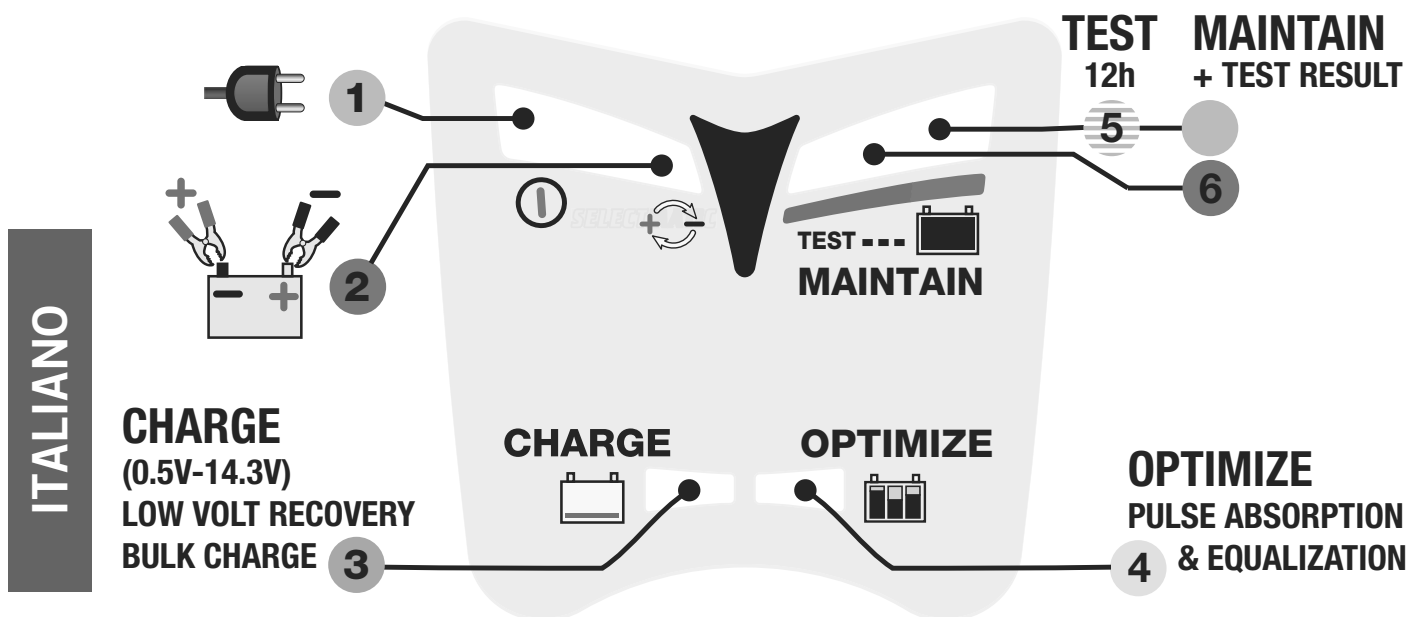 TEST
12h
MAINTAIN
+ TEST RESULT
1
5
2
6
TEST
MAINTAIN
ITALIANO
CHARGE
(0.5V-14.3V)
LOW VOLT RECOVERY
BULK CHARGE
3
CHARGE
OPTIMIZE
OPTIMIZE
PULSE ABSORPTION
& EQUALIZATION
4